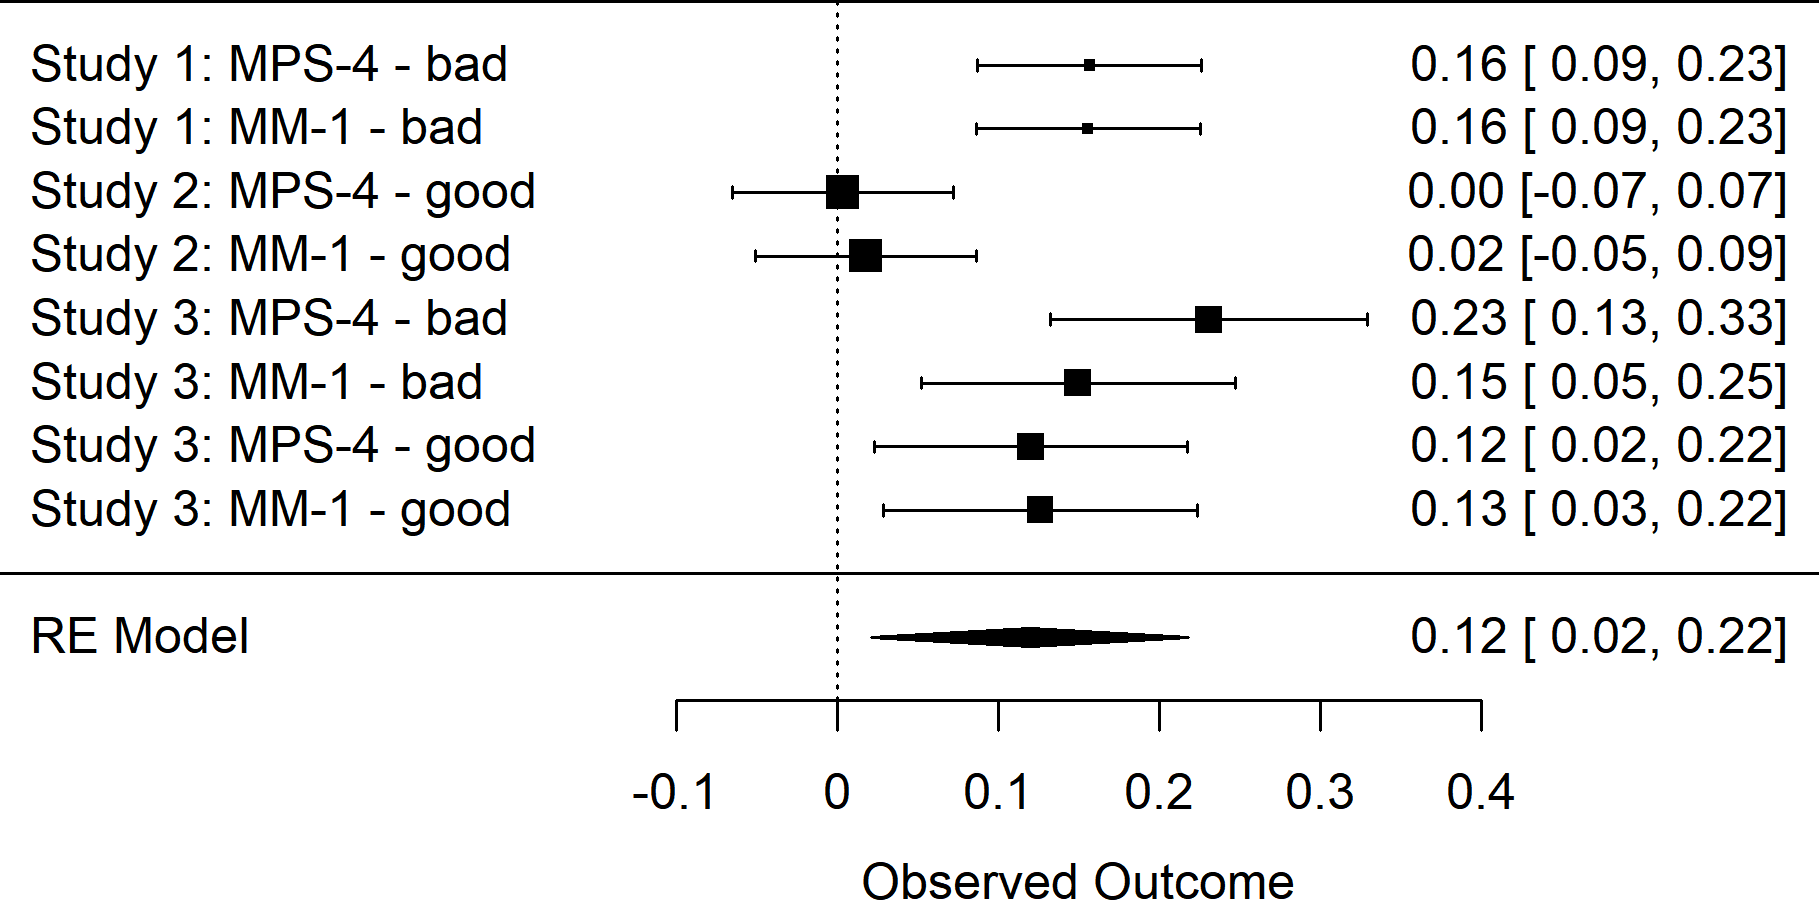 Study 1: MPS-4 - bad 0.16 [ 0.09, 0.23]
Study 1: MM-1 - bad 0.16 [ 0.09, 0.23]
Study 2: MPS-4 - good 0.00 [-0.07, 0.07]
Study 2: MM-1 - good 0.02 [-0.05, 0.09]
Study 3: MPS-4 - bad 0.23 [ 0.13, 0.33]
Study 3: MM-1 - bad 0.15 [ 0.05, 0.25]
Study 3: MPS-4 - good 0.12 [ 0.02, 0.22]
Study 3: MM-1 - good 0.13 [ 0.03, 0.22]
RE Model 0.12 [ 0.02, 0.22]
-0.1 0 0.1 0.2 0.3 0.4
Observed Outcome